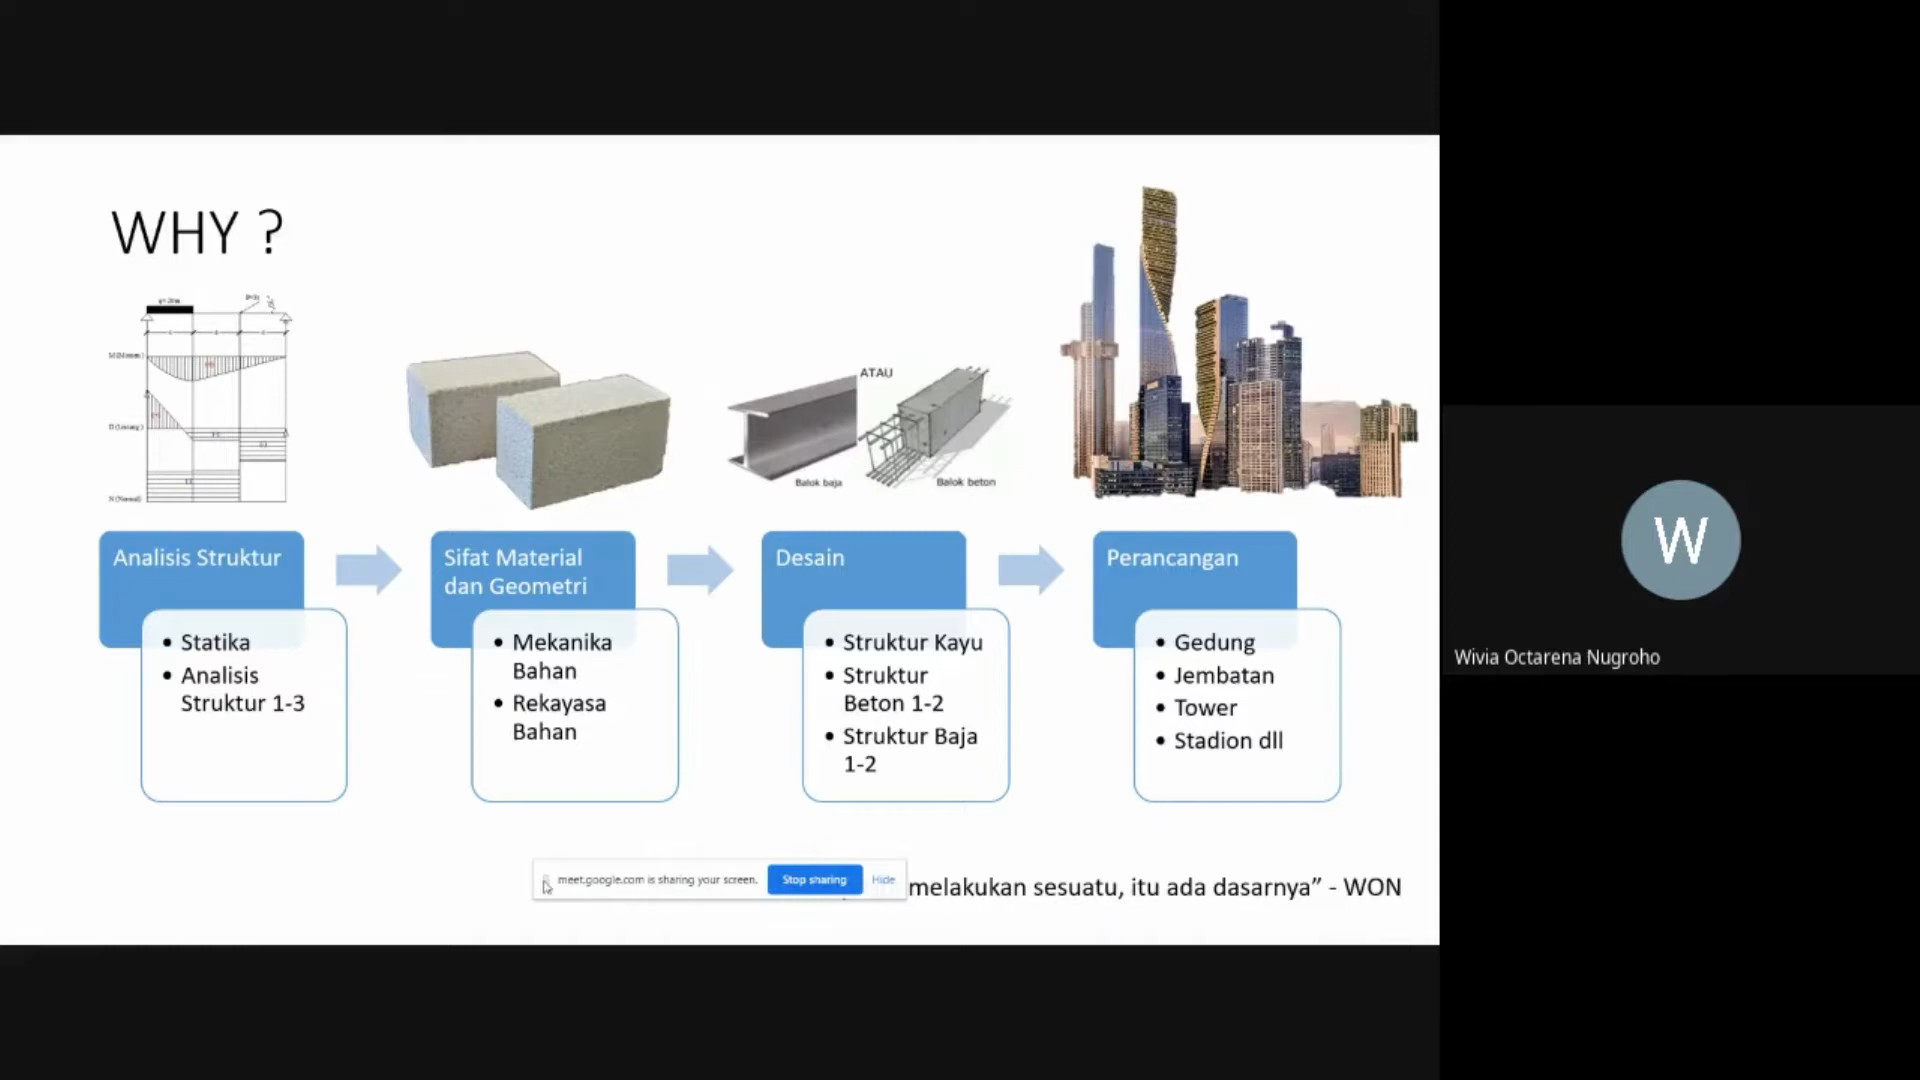 WHY ?
ATAU
Balok baja
Balok beton
Analisis Struktur
• Statika
• Analisis
Struktur 1-3
Sifat Material
dan Geometri
• Mekanika
Bahan
• Rekayasa
Bahan
Desain
• Struktur Kayu
• Struktur
Beton 1-2
• Struktur Baja
1-2
Perancangan
• Gedung
• Jembatan
• Tower
• Stadion dll
meet.google.com is sharing your screen.
Stop sharing
Hide
melakukan sesuatu, itu ada dasarnya” - WON
W
Wivia Octarena Nugroho